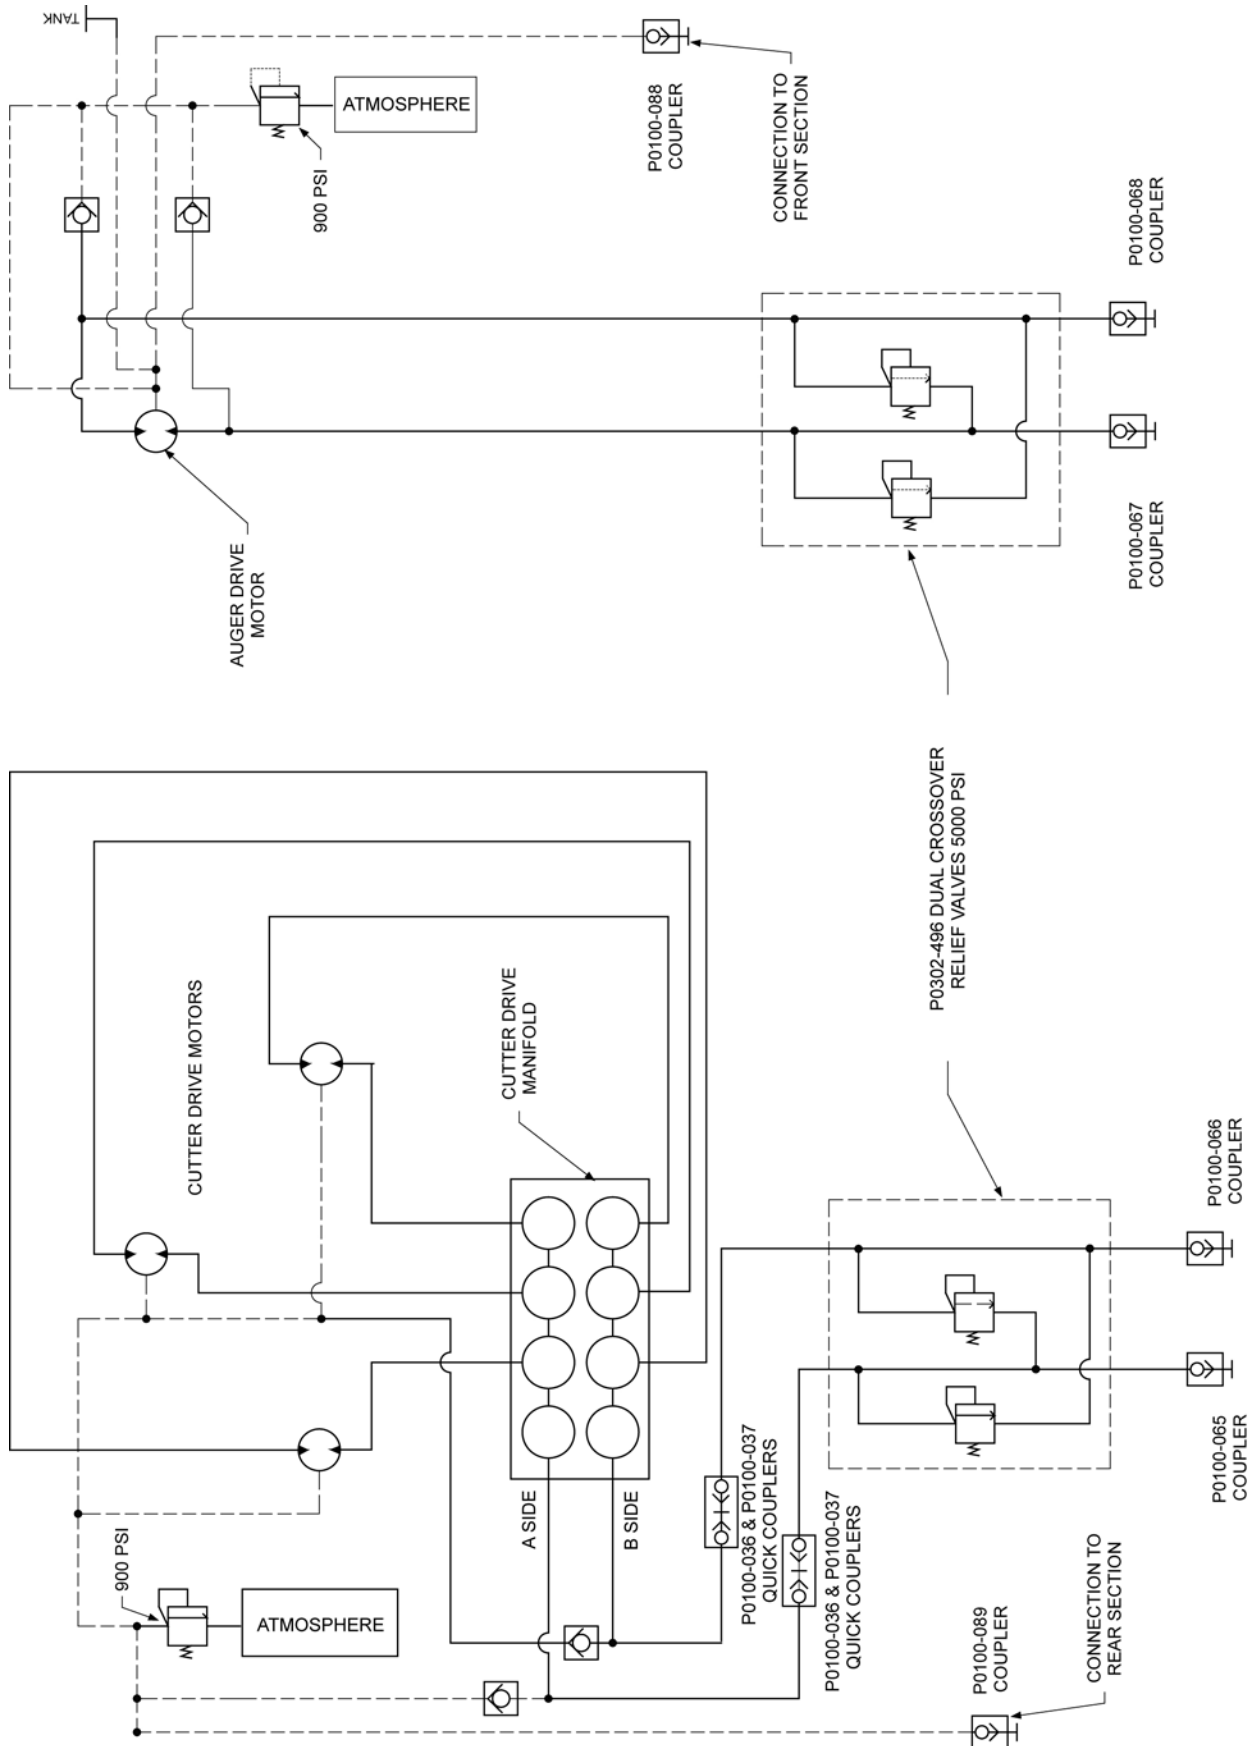 TANK
ATMOSPHERE
900 PSI
P0100-088
COUPLER
CONNECTION TO
FRONT SECTION
P0100-068
COUPLER
P0100-067
COUPLER
AUGER DRIVE
MOTOR
P0302-496 DUAL CROSSOVER
RELIEF VALVES 5000 PSI
CUTTER DRIVE MOTORS
CUTTER DRIVE
MANIFOLD
A SIDE
B SIDE
900 PSI
ATMOSPHERE
P0100-036 & P0100-037
QUICK COUPLERS
P0100-036 & P0100-037
QUICK COUPLERS
P0100-066
COUPLER
P0100-065
COUPLER
P0100-089
COUPLER
CONNECTION TO
REAR SECTION